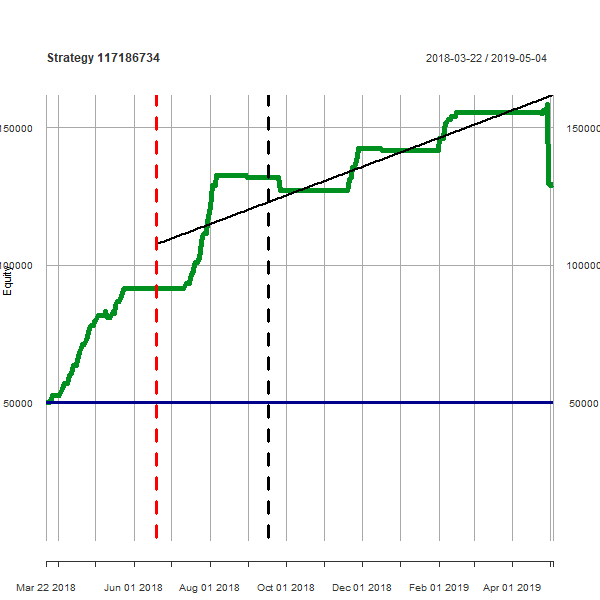 Strategy 117186734
2018-03-22 / 2019-05-04
150000
150000
100000
100000
Equity
50000
50000
Mar 22 2018
Jun 01 2018
Aug 01 2018
Oct 01 2018
Dec 01 2018
Feb 01 2019
Apr 01 2019